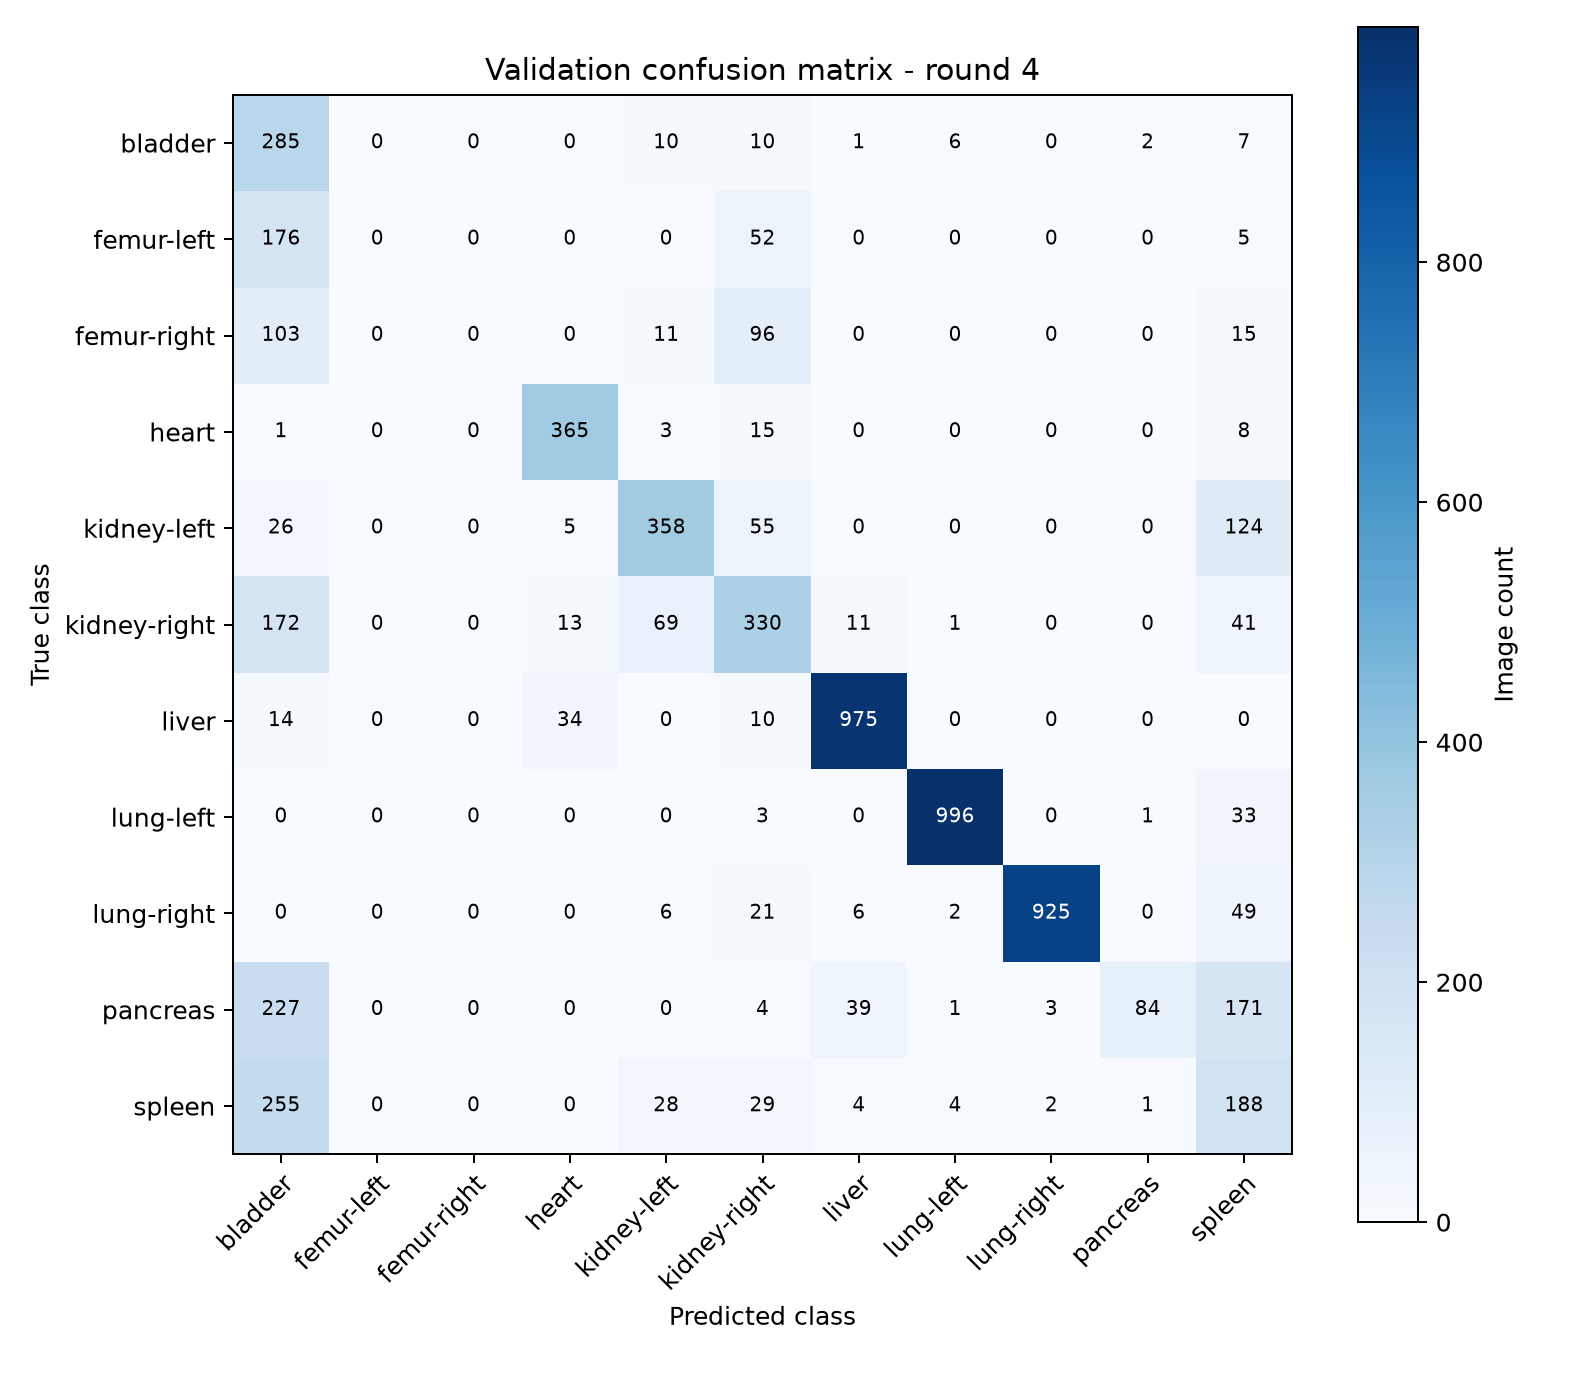 Validation confusion matrix - round 4
True class
bladder 285 0 0 0 10 10 1 6 0 2 7
femur-left 176 0 0 0 0 52 0 0 0 0 5
femur-right 103 0 0 0 11 96 0 0 0 0 15
heart 1 0 0 365 3 15 0 0 0 0 8
kidney-left 26 0 0 5 358 55 0 0 0 0 124
kidney-right 172 0 0 13 69 330 11 1 0 0 41
liver 14 0 0 34 0 10 975 0 0 0 0
lung-left 0 0 0 0 0 3 0 996 0 1 33
lung-right 0 0 0 0 6 21 6 2 925 0 49
pancreas 227 0 0 0 0 4 39 1 3 84 171
spleen 255 0 0 0 28 29 4 4 2 1 188
bladder femur-left femur-right heart kidney-left kidney-right liver lung-left lung-right pancreas spleen
Predicted class
800
600
400
200
0
Image count